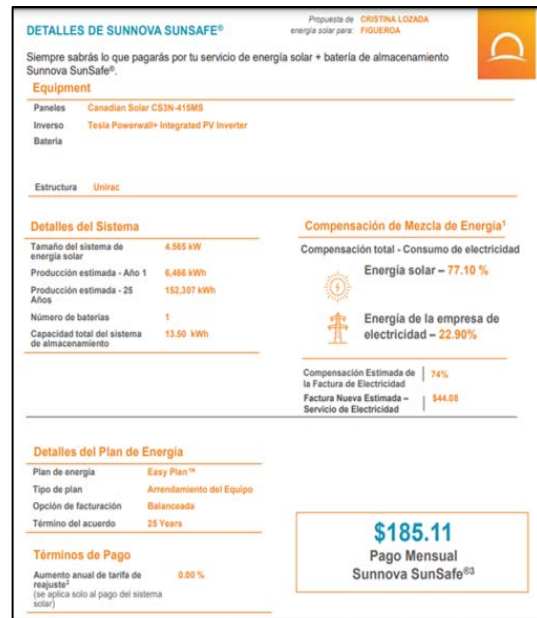 DETALLES DE SUNNOVA SUNSAFE®
Propuesta de energía solar para: CRISTINA LOZADA FIGUEROA
Siempre sabrás lo que pagarás por tu servicio de energía solar + batería de almacenamiento
Sunnova SunSafe®.
Equipment
Paneles Canadian Solar CS3N-415MS
Inverso Tesla Powerwall+ Integrated PV Inverter
Batería
Estructura Unirac
Detalles del Sistema
Tamaño del sistema de energía solar 4.565 kW
Producción estimada - Año 1 6,466 kWh
Producción estimada - 25 Años 152,307 kWh
Número de baterías 1
Capacidad total del sistema de almacenamiento 13.50 kWh
Compensación de Mezcla de Energía¹
Compensación total - Consumo de electricidad
Energía solar – 77.10 %
Energía de la empresa de
electricidad – 22.90%
Compensación Estimada de la Factura de Electricidad 74%
Factura Nueva Estimada – Servicio de Electricidad $44.08
Detalles del Plan de Energía
Plan de energía Easy Plan™
Tipo de plan Arrendamiento del Equipo
Opción de facturación Balanceada
Término del acuerdo 25 Years
Términos de Pago
Aumento anual de tarifa de reajuste² 0.00 %
(se aplica solo al pago del sistema
solar)
$185.11
Pago Mensual
Sunnova SunSafe®³